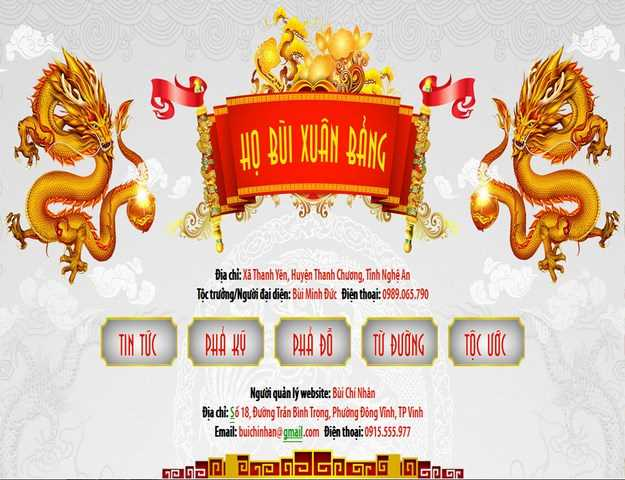 HỌ BÙI XUÂN BẢNG
Địa chỉ: Xã Thanh Yên, Huyện Thanh Chương, Tỉnh Nghệ An
Tộc trưởng/Người đại diện: Bùi Minh Đức Điện thoại: 0989.065.790
TIN TỨC
PHẢ KÝ
PHẢ ĐỒ
TỪ ĐƯỜNG
TỘC ƯỚC
Người quản lý website: Bùi Chí Nhân
Địa chỉ: Số 18, Đường Trần Bình Trọng, Phường Đông Vĩnh, TP Vinh
Email: buichinhan@gmail.com Điện thoại: 0915.555.977